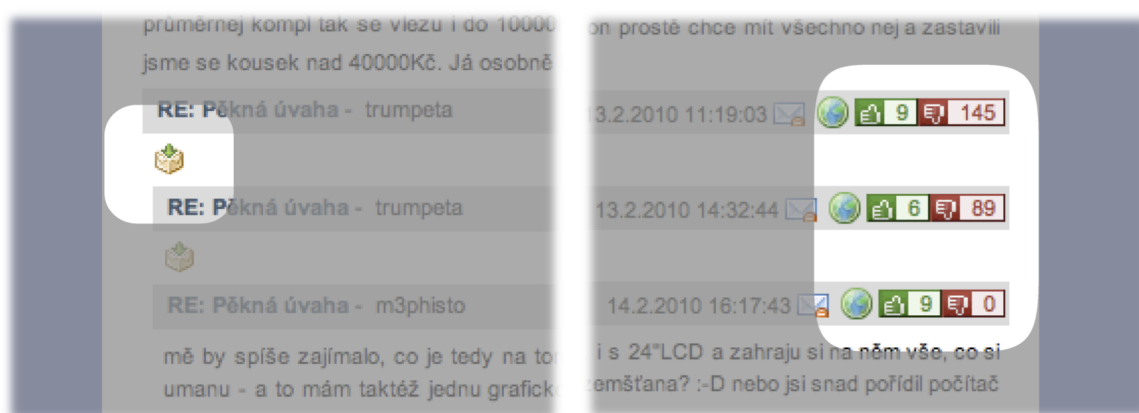 průměrnej kompl tak se vlezu i do 10000 on prostě chce mít všechno nej a zastavili
jsme se kousek nad 40000Kč. Já osobně
RE: Pěkná úvaha - trumpeta 13.2.2010 11:19:03 9 145
RE: Pěkná úvaha - trumpeta 13.2.2010 14:32:44 6 89
RE: Pěkná úvaha - m3phisto 14.2.2010 16:17:43 9 0
mě by spíše zajímalo, co je tedy na i s 24"LCD a zahraju si na něm vše, co si
umanu - a to mám taktéž jednu grafick zemšťana? :-D nebo jsi snad pořídil počítač